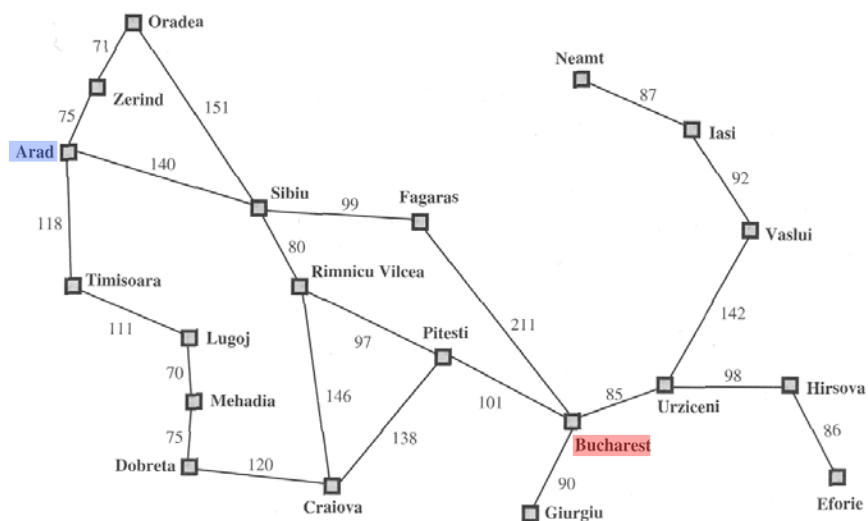 Oradea
71
Neamt
Zerind
87
151
75
Iasi
Arad
140
92
Sibiu
99
Fagaras
118
Vaslui
80
Timisoara
Rimnicu Vilcea
142
111
Lugoj
97
Pitesti
211
70
98
Hirsova
Mehadia
146
101
85
Urziceni
75
138
86
Bucharest
Dobreta
120
90
Craiova
Giurgiu
Eforie